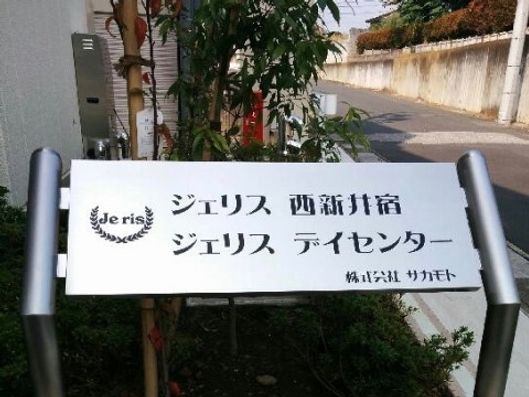 Je ris
ジェリス 西新井宿
ジェリス デイセンター
株式会社 サカモト